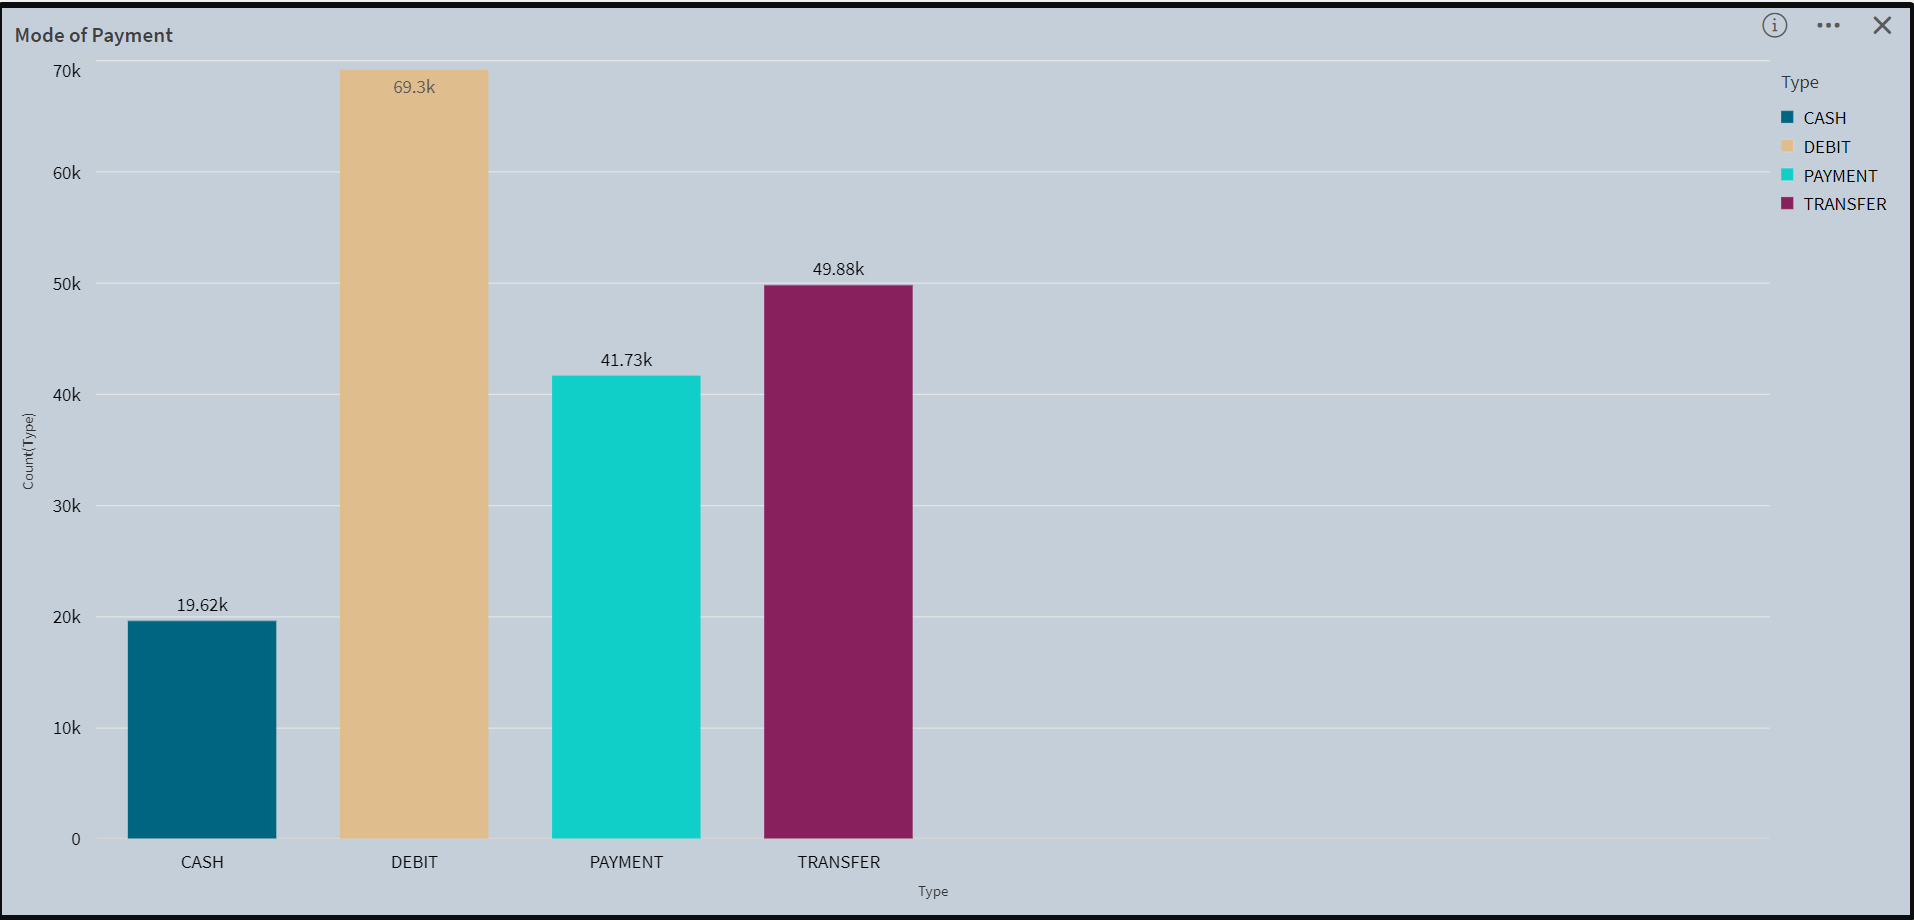 Mode of Payment
70k
60k
50k
40k
30k
20k
10k
0
Count(Type)
19.62k
69.3k
41.73k
49.88k
CASH
DEBIT
PAYMENT
TRANSFER
Type
Type
CASH
DEBIT
PAYMENT
TRANSFER